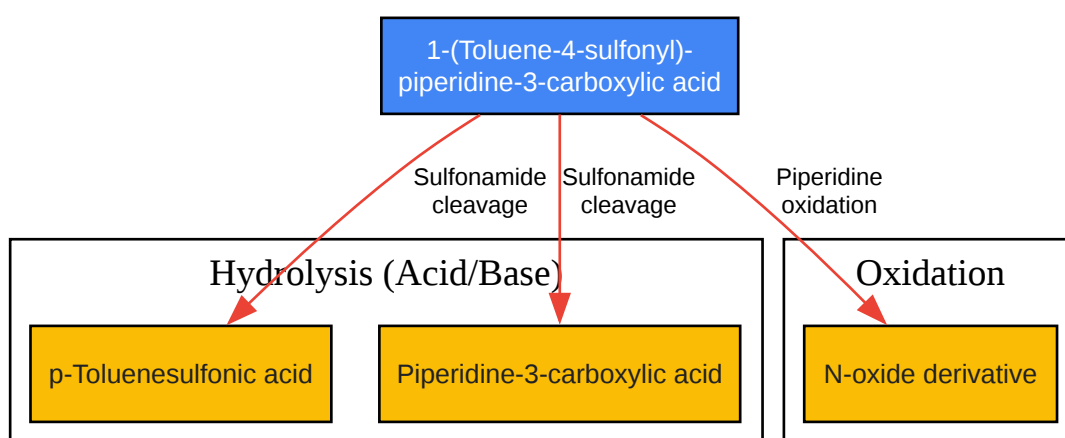 1-(Toluene-4-sulfonyl)-
piperidine-3-carboxylic acid
Sulfonamide
cleavage
Sulfonamide
cleavage
Piperidine
oxidation
Hydrolysis (Acid/Base)
Oxidation
p-Toluenesulfonic acid
Piperidine-3-carboxylic acid
N-oxide derivative